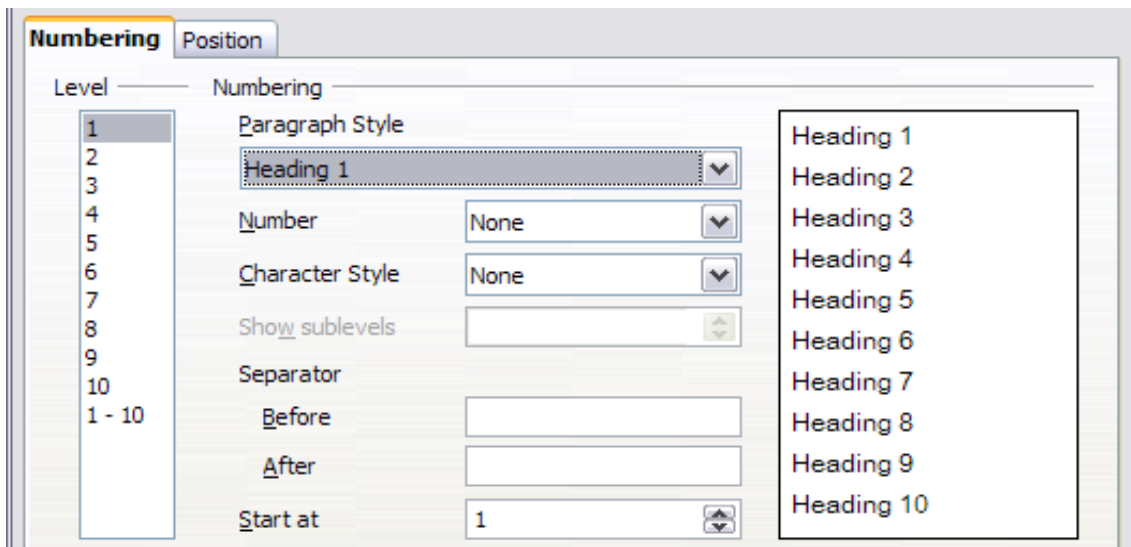 Numbering Position
Level Numbering
1
2
3
4
5
6
7
8
9
10
1 - 10
Paragraph Style
Heading 1
Number None
Character Style None
Show sublevels
Separator
Before
After
Start at 1
Heading 1
Heading 2
Heading 3
Heading 4
Heading 5
Heading 6
Heading 7
Heading 8
Heading 9
Heading 10